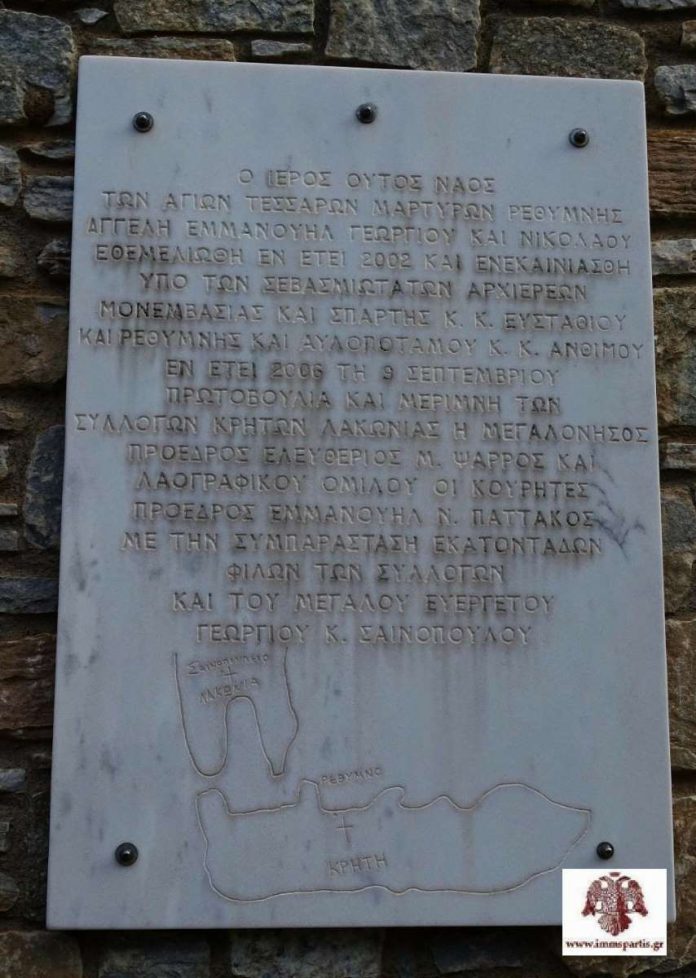 Ο ΙΕΡΟΣ ΟΥΤΟΣ ΝΑΟΣ
ΤΩΝ ΑΓΙΩΝ ΤΕΣΣΑΡΩΝ ΜΑΡΤΥΡΩΝ ΡΕΘΥΜΝΗΣ
ΑΓΓΕΛΗ ΕΜΜΑΝΟΥΗΛ ΓΕΩΡΓΙΟΥ ΚΑΙ ΝΙΚΟΛΑΟΥ
ΕΘΕΜΕΛΙΩΘΗ ΕΝ ΕΤΕΙ 2002 ΚΑΙ ΕΝΕΚΑΙΝΙΑΣΘΗ
ΥΠΟ ΤΩΝ ΣΕΒΑΣΜΙΩΤΑΤΩΝ ΑΡΧΙΕΡΕΩΝ
ΜΟΝΕΜΒΑΣΙΑΣ ΚΑΙ ΣΠΑΡΤΗΣ Κ. Κ. ΕΥΣΤΑΘΙΟΥ
ΚΑΙ ΡΕΘΥΜΝΗΣ ΚΑΙ ΑΥΛΟΠΟΤΑΜΟΥ Κ. Κ. ΑΝΘΙΜΟΥ
ΕΝ ΕΤΕΙ 2006 ΤΗ 9 ΣΕΠΤΕΜΒΡΙΟΥ
ΠΡΩΤΟΒΟΥΛΙΑ ΚΑΙ ΜΕΡΙΜΝΗ ΤΩΝ
ΣΥΛΛΟΓΩΝ ΚΡΗΤΩΝ ΛΑΚΩΝΙΑΣ Η ΜΕΓΑΛΟΝΗΣΟΣ
ΠΡΟΕΔΡΟΣ ΕΛΕΥΘΕΡΙΟΣ Μ. ΨΑΡΡΟΣ ΚΑΙ
ΛΑΟΓΡΑΦΙΚΟΥ ΟΜΙΛΟΥ ΟΙ ΚΟΥΡΗΤΕΣ
ΠΡΟΕΔΡΟΣ ΕΜΜΑΝΟΥΗΛ Ν. ΠΑΤΤΑΚΟΣ
ΜΕ ΤΗΝ ΣΥΜΠΑΡΑΣΤΑΣΗ ΕΚΑΤΟΝΤΑΔΩΝ
ΦΙΛΩΝ ΤΩΝ ΣΥΛΛΟΓΩΝ
ΚΑΙ ΤΟΥ ΜΕΓΑΛΟΥ ΕΥΕΡΓΕΤΟΥ
ΓΕΩΡΓΙΟΥ Κ. ΣΑΙΝΟΠΟΥΛΟΥ
Σαϊνοπούλειο
ΛΑΚΩΝΙΑ
ΡΕΘΥΜΝΟ
ΚΡΗΤΗ
www.immspartis.gr